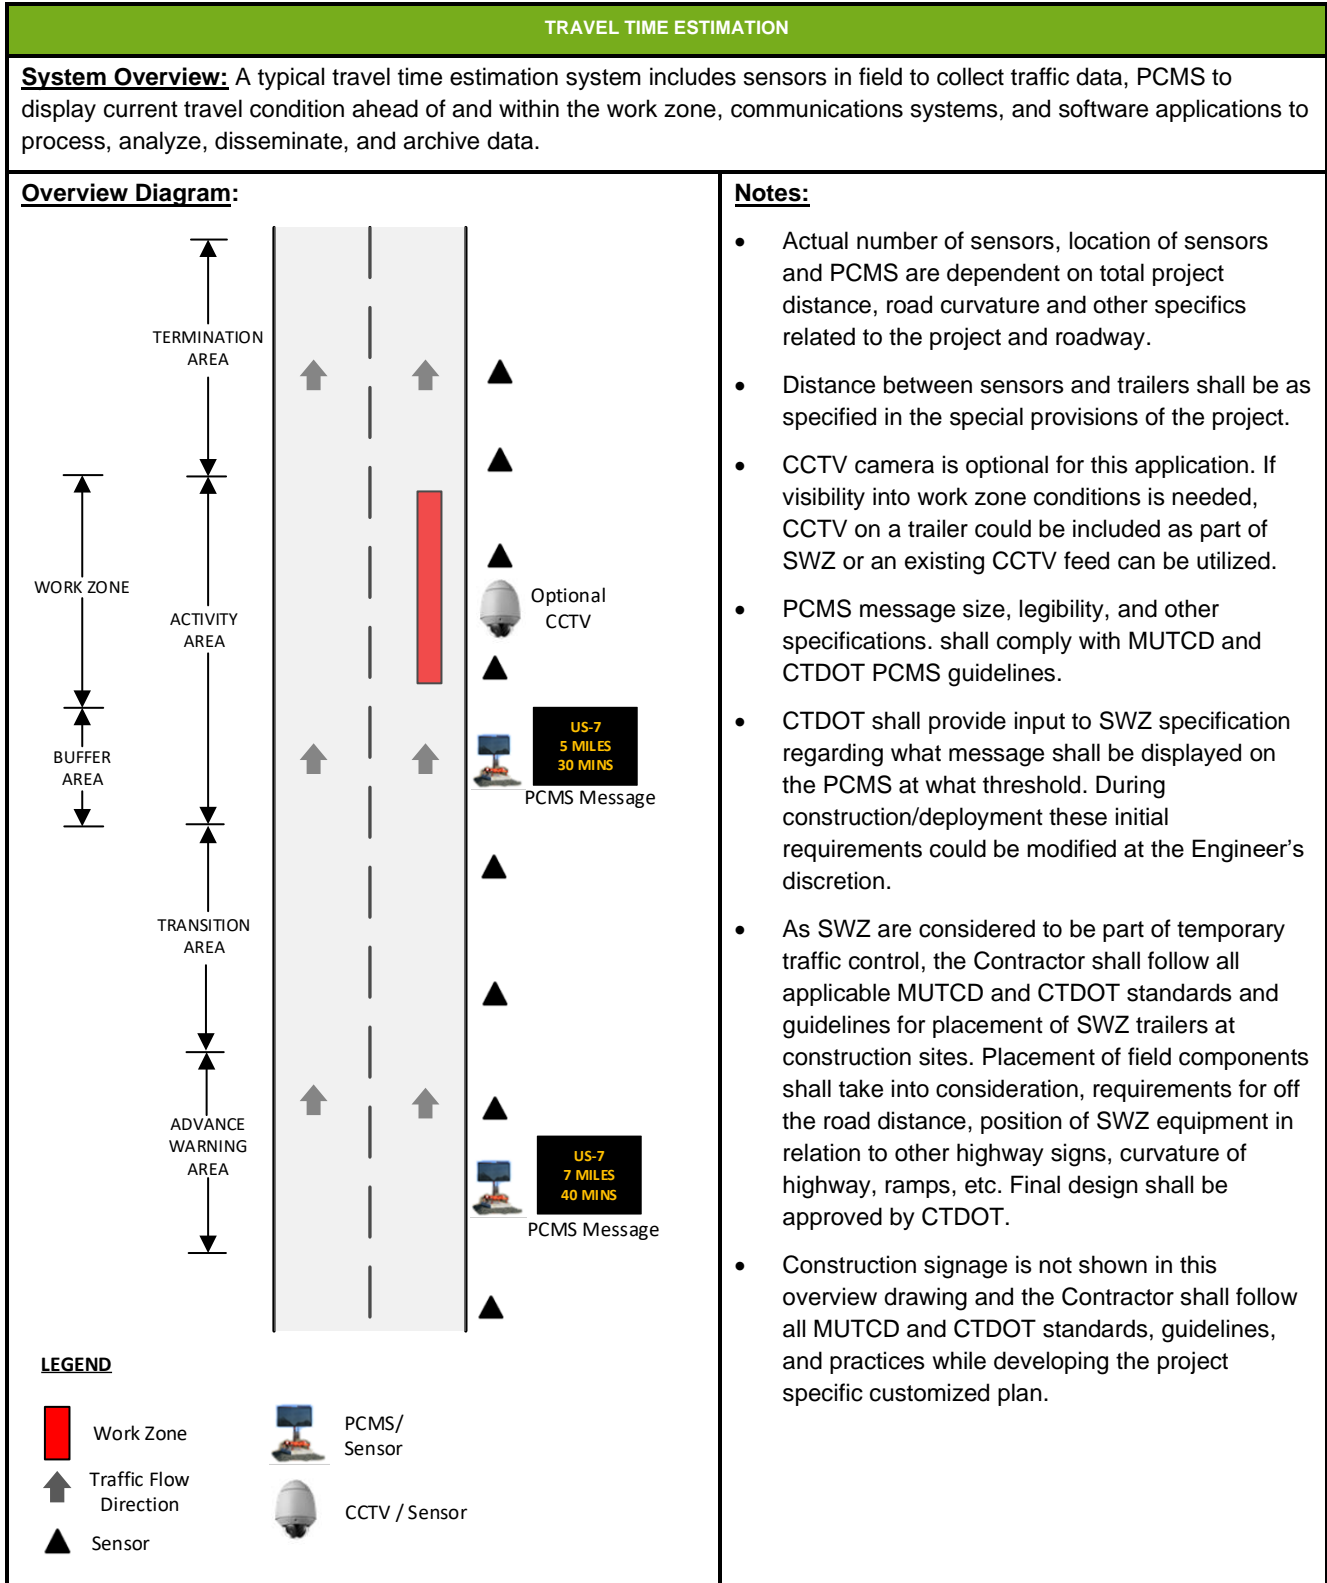 TRAVEL TIME ESTIMATION
System Overview: A typical travel time estimation system includes sensors in field to collect traffic data, PCMS to
display current travel condition ahead of and within the work zone, communications systems, and software applications to
process, analyze, disseminate, and archive data.
Overview Diagram:
TERMINATION
AREA
WORK ZONE
ACTIVITY
AREA
Optional
CCTV
BUFFER
AREA
US-7
5 MILES
30 MINS
PCMS Message
TRANSITION
AREA
ADVANCE
WARNING
AREA
US-7
7 MILES
40 MINS
PCMS Message
LEGEND
Work Zone
Traffic Flow
Direction
Sensor
PCMS/
Sensor
CCTV / Sensor
Notes:
• Actual number of sensors, location of sensors
and PCMS are dependent on total project
distance, road curvature and other specifics
related to the project and roadway.
• Distance between sensors and trailers shall be as
specified in the special provisions of the project.
• CCTV camera is optional for this application. If
visibility into work zone conditions is needed,
CCTV on a trailer could be included as part of
SWZ or an existing CCTV feed can be utilized.
• PCMS message size, legibility, and other
specifications. shall comply with MUTCD and
CTDOT PCMS guidelines.
• CTDOT shall provide input to SWZ specification
regarding what message shall be displayed on
the PCMS at what threshold. During
construction/deployment these initial
requirements could be modified at the Engineer’s
discretion.
• As SWZ are considered to be part of temporary
traffic control, the Contractor shall follow all
applicable MUTCD and CTDOT standards and
guidelines for placement of SWZ trailers at
construction sites. Placement of field components
shall take into consideration, requirements for off
the road distance, position of SWZ equipment in
relation to other highway signs, curvature of
highway, ramps, etc. Final design shall be
approved by CTDOT.
• Construction signage is not shown in this
overview drawing and the Contractor shall follow
all MUTCD and CTDOT standards, guidelines,
and practices while developing the project
specific customized plan.